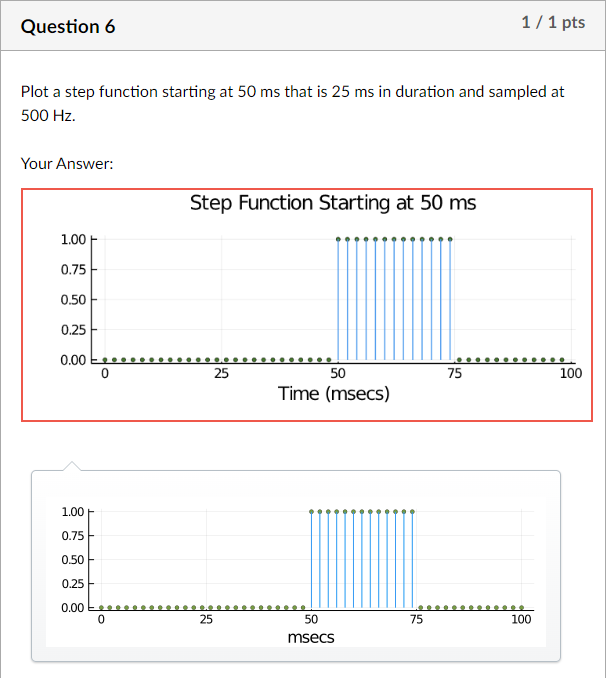 Question 6
1 / 1 pts
Plot a step function starting at 50 ms that is 25 ms in duration and sampled at
500 Hz.
Your Answer:
Step Function Starting at 50 ms
1.00
0.75
0.50
0.25
0.00
0 25 50 75 100
Time (msecs)
1.00
0.75
0.50
0.25
0.00
0 25 50 75 100
msecs